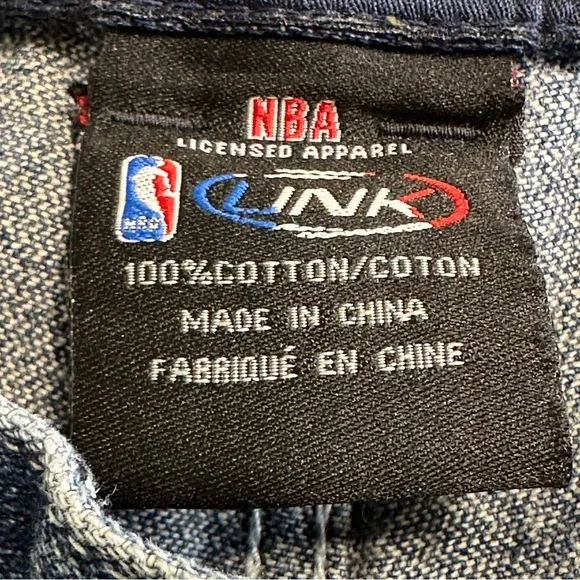 NBA
LICENSED APPAREL
NBA UNK
100%COTTON/COTON
MADE IN CHINA
FABRIQUÉ EN CHINE